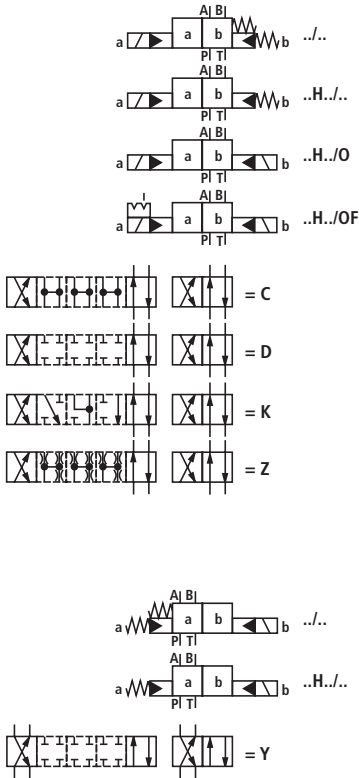 A B
a a b b ../..
P T
A B
a a b b ..H../..
P T
A B
a a b b ..H../O
P T
A B
a a b b ..H../OF
P T
= C
= D
= K
= Z
A B
a a b b ../..
P T
A B
a a b b ..H../..
P T
= Y